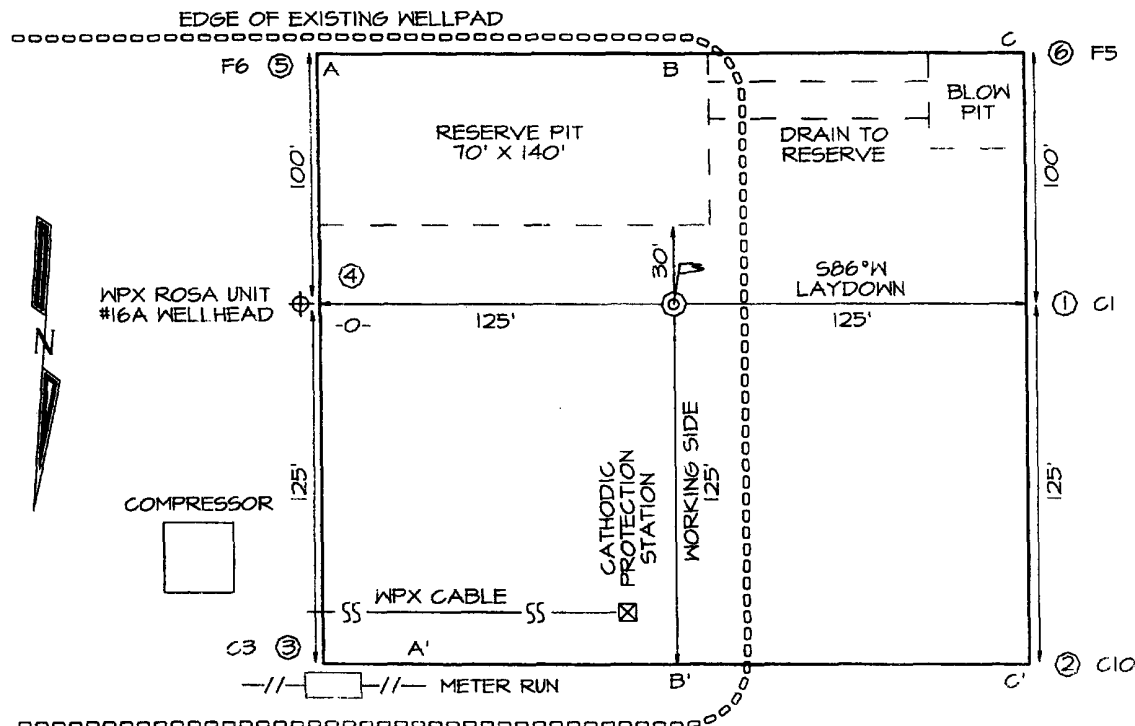 EDGE OF EXISTING WELLPAD
F6 ⑤
A
B
C
⑥ F5
RESERVE PIT
70' X 140'
DRAIN TO
RESERVE
BLOW
PIT
100'
100'
④
30'
S86°W
LAYDOWN
WPX ROSA UNIT
#16A WELLHEAD
-0-
125'
125'
① C1
N
125'
CATHODIC
PROTECTION
STATION
WORKING SIDE
125'
125'
COMPRESSOR
WPX CABLE
C3 ③
A'
B'
C'
② C10
METER RUN